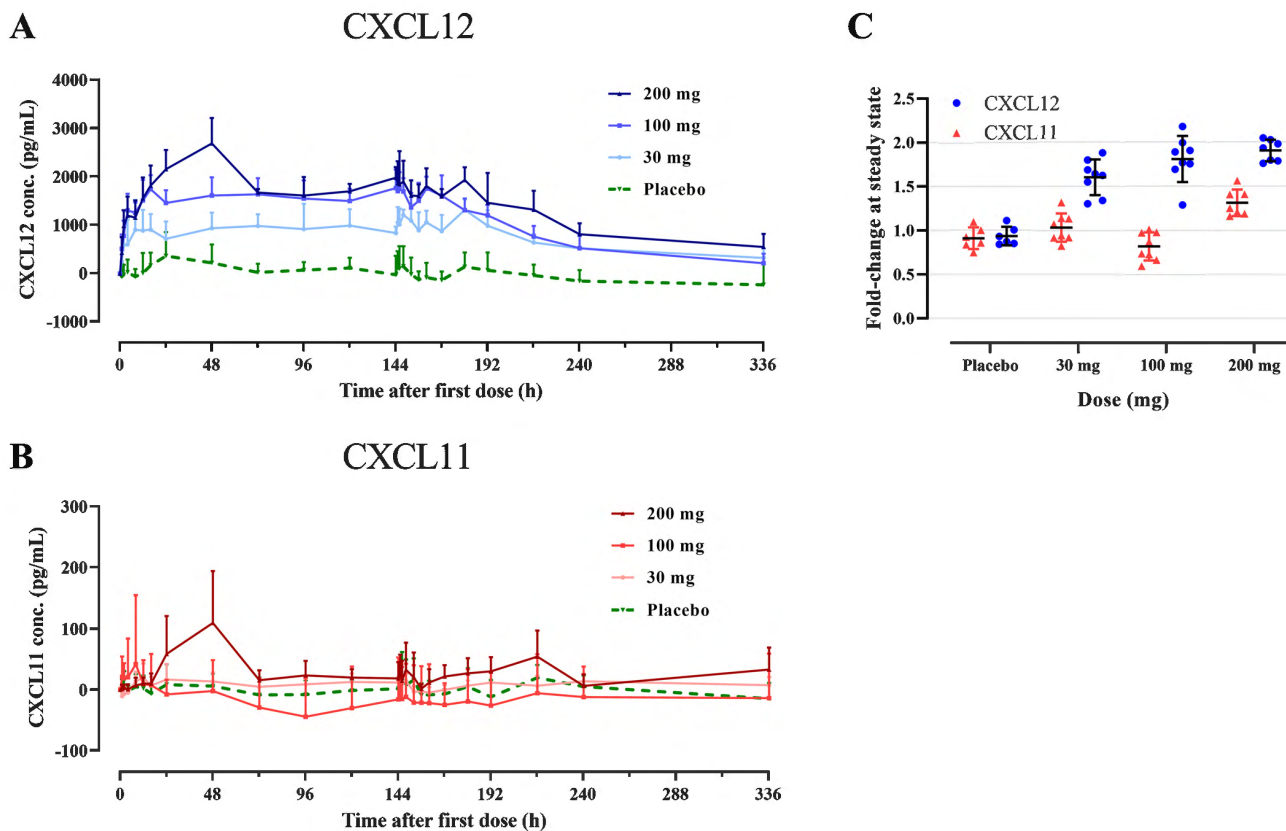 A
CXCL12
CXCL12 conc. (pg/mL)
4000
3000
2000
1000
0
-1000
200 mg
100 mg
30 mg
Placebo
0 48 96 144 192 240 288 336
Time after first dose (h)
B
CXCL11
CXCL11 conc. (pg/mL)
300
200
100
0
-100
200 mg
100 mg
30 mg
Placebo
0 48 96 144 192 240 288 336
Time after first dose (h)
C
Fold-change at steady state
2.5
2.0
1.5
1.0
0.5
0.0
CXCL12
CXCL11
Placebo 30 mg 100 mg 200 mg
Dose (mg)